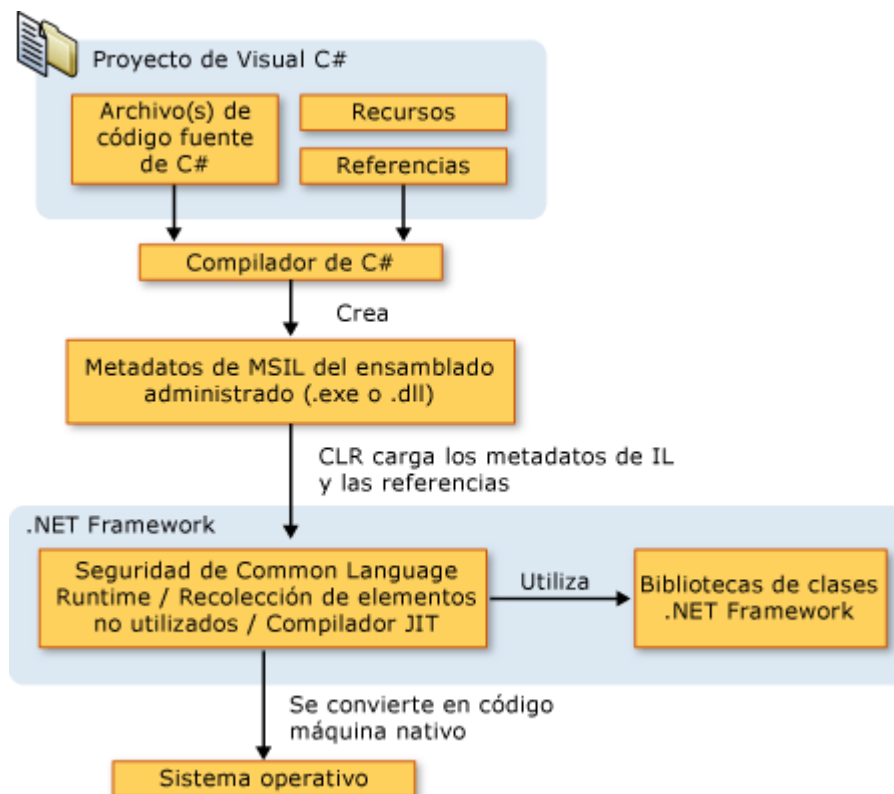 Proyecto de Visual C#
Archivo(s) de
código fuente
de C#
Recursos
Referencias
Compilador de C#
Crea
Metadatos de MSIL del ensamblado
administrado (.exe o .dll)
CLR carga los metadatos de IL
y las referencias
.NET Framework
Seguridad de Common Language
Runtime / Recolección de elementos
no utilizados / Compilador JIT
Utiliza
Bibliotecas de clases
.NET Framework
Se convierte en código
máquina nativo
Sistema operativo